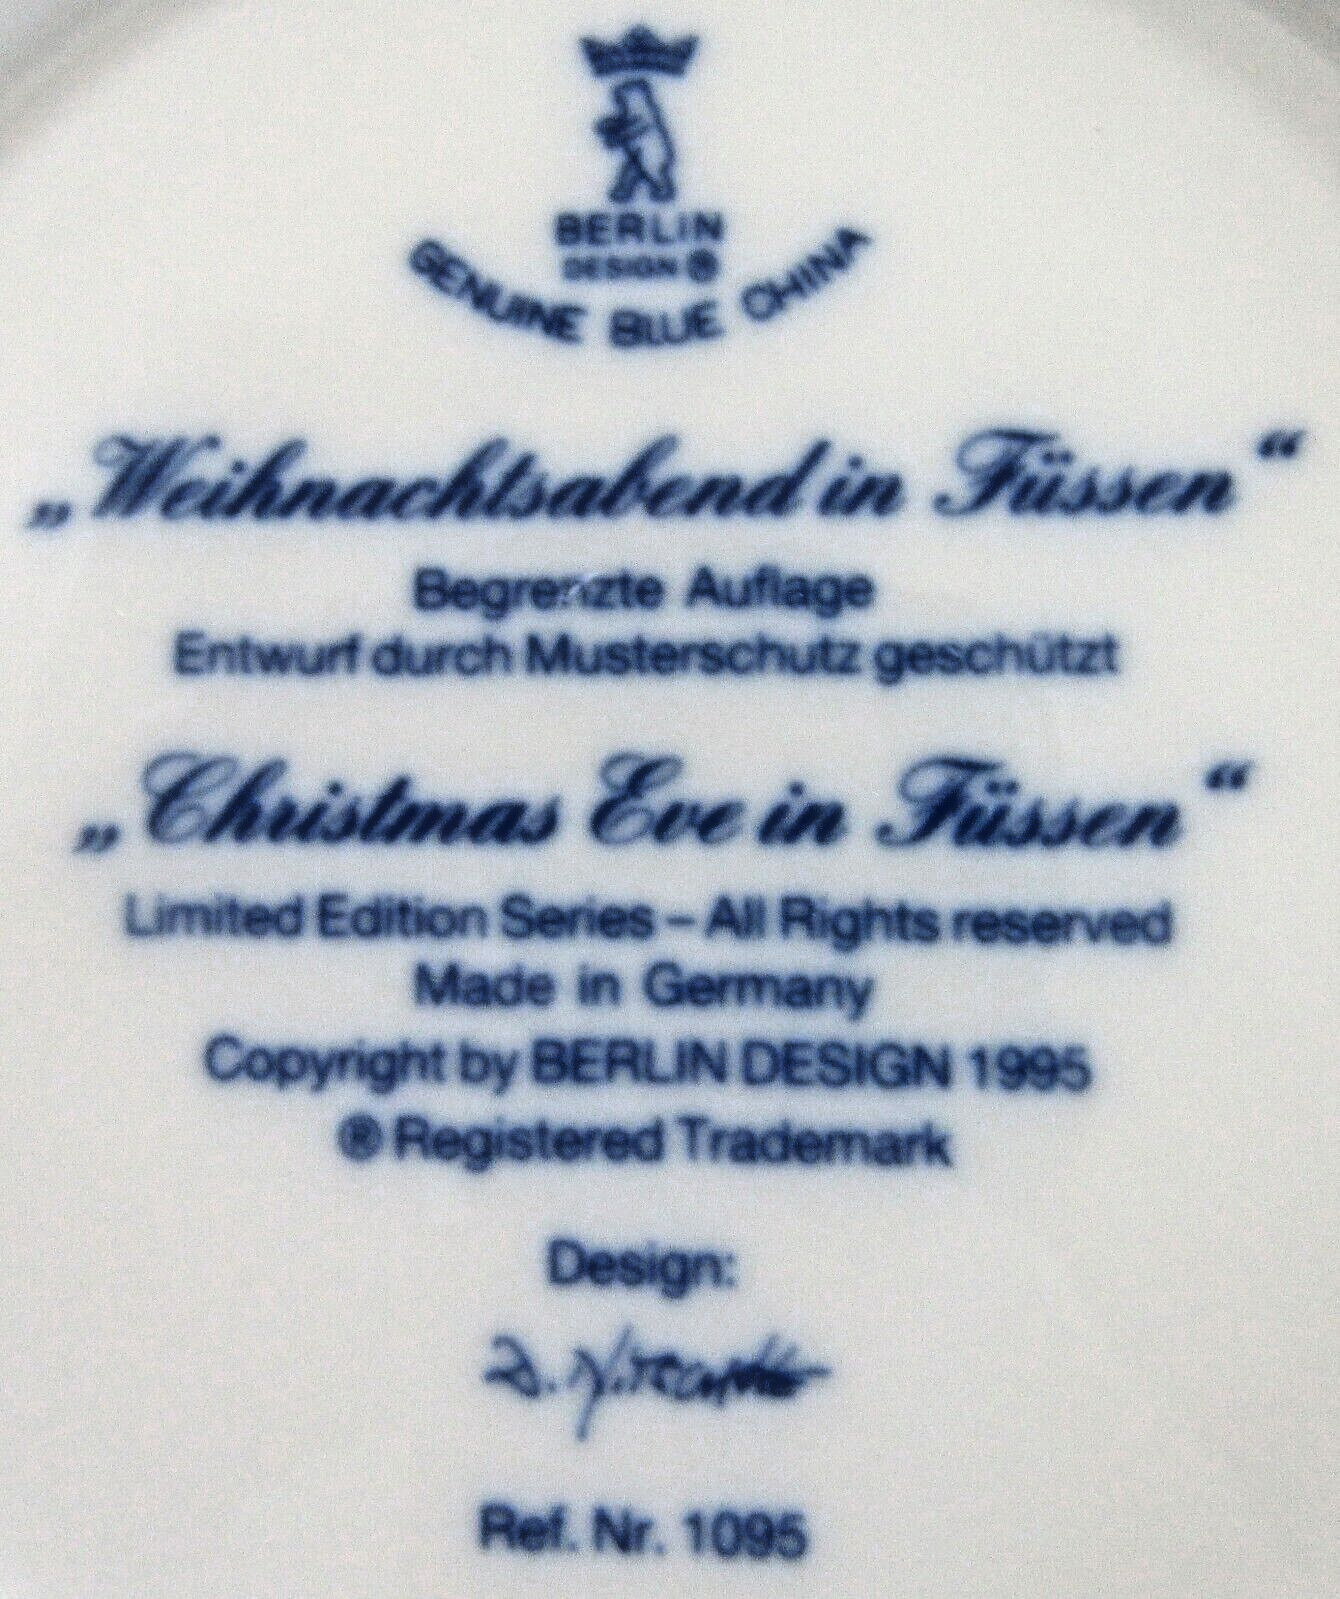 BERLIN
DESIGN ®
GENUINE BLUE CHINA
„Weihnachtsabend in Füssen“
Begrenzte Auflage
Entwurf durch Musterschutz geschützt
„Christmas Eve in Füssen“
Limited Edition Series – All Rights reserved
Made in Germany
Copyright by BERLIN DESIGN 1995
® Registered Trademark
Design:
Ref. Nr. 1095